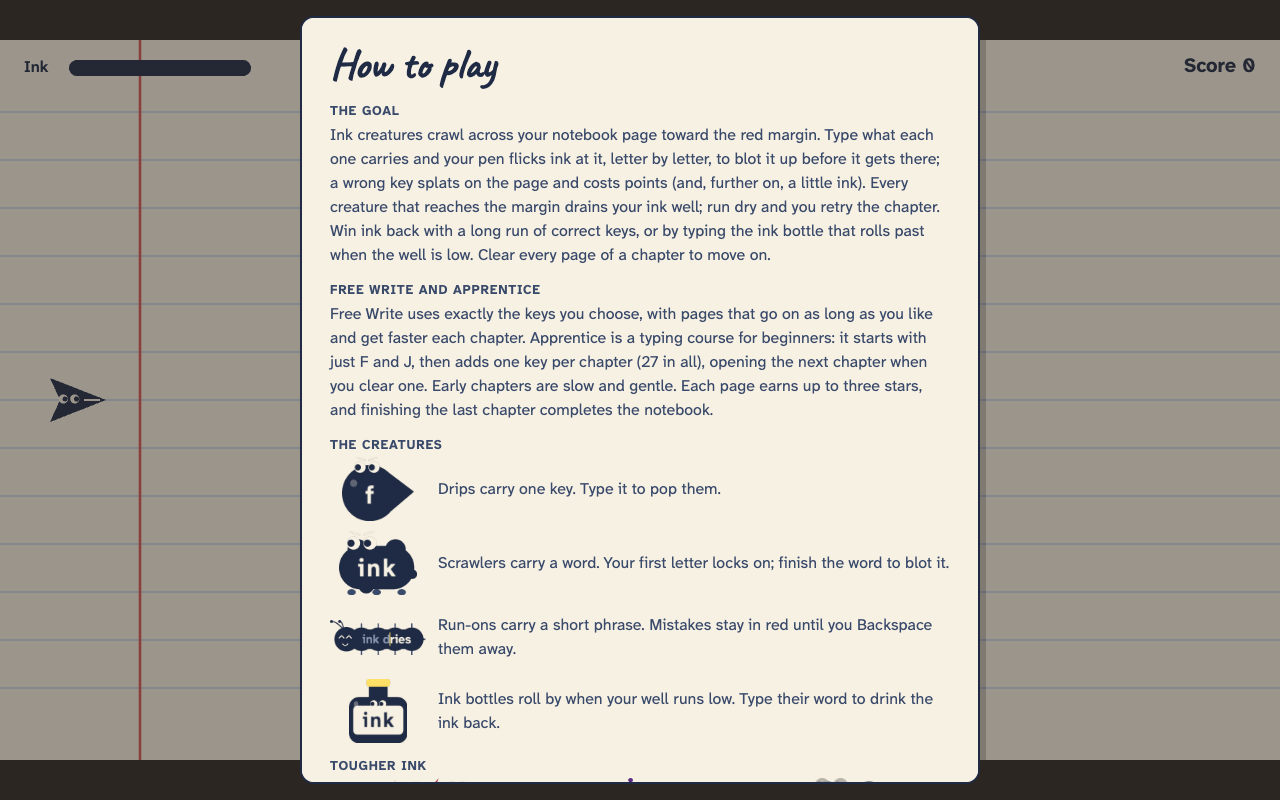 Ink
Score 0
How to play
THE GOAL
Ink creatures crawl across your notebook page toward the red margin. Type what each
one carries and your pen flicks ink at it, letter by letter, to blot it up before it gets there;
a wrong key splats on the page and costs points (and, further on, a little ink). Every
creature that reaches the margin drains your ink well; run dry and you retry the chapter.
Win ink back with a long run of correct keys, or by typing the ink bottle that rolls past
when the well is low. Clear every page of a chapter to move on.
FREE WRITE AND APPRENTICE
Free Write uses exactly the keys you choose, with pages that go on as long as you like
and get faster each chapter. Apprentice is a typing course for beginners: it starts with
just F and J, then adds one key per chapter (27 in all), opening the next chapter when
you clear one. Early chapters are slow and gentle. Each page earns up to three stars,
and finishing the last chapter completes the notebook.
THE CREATURES
f
Drips carry one key. Type it to pop them.
ink
Scrawlers carry a word. Your first letter locks on; finish the word to blot it.
ink dries
Run-ons carry a short phrase. Mistakes stay in red until you Backspace
them away.
ink
Ink bottles roll by when your well runs low. Type their word to drink the
ink back.
TOUGHER INK